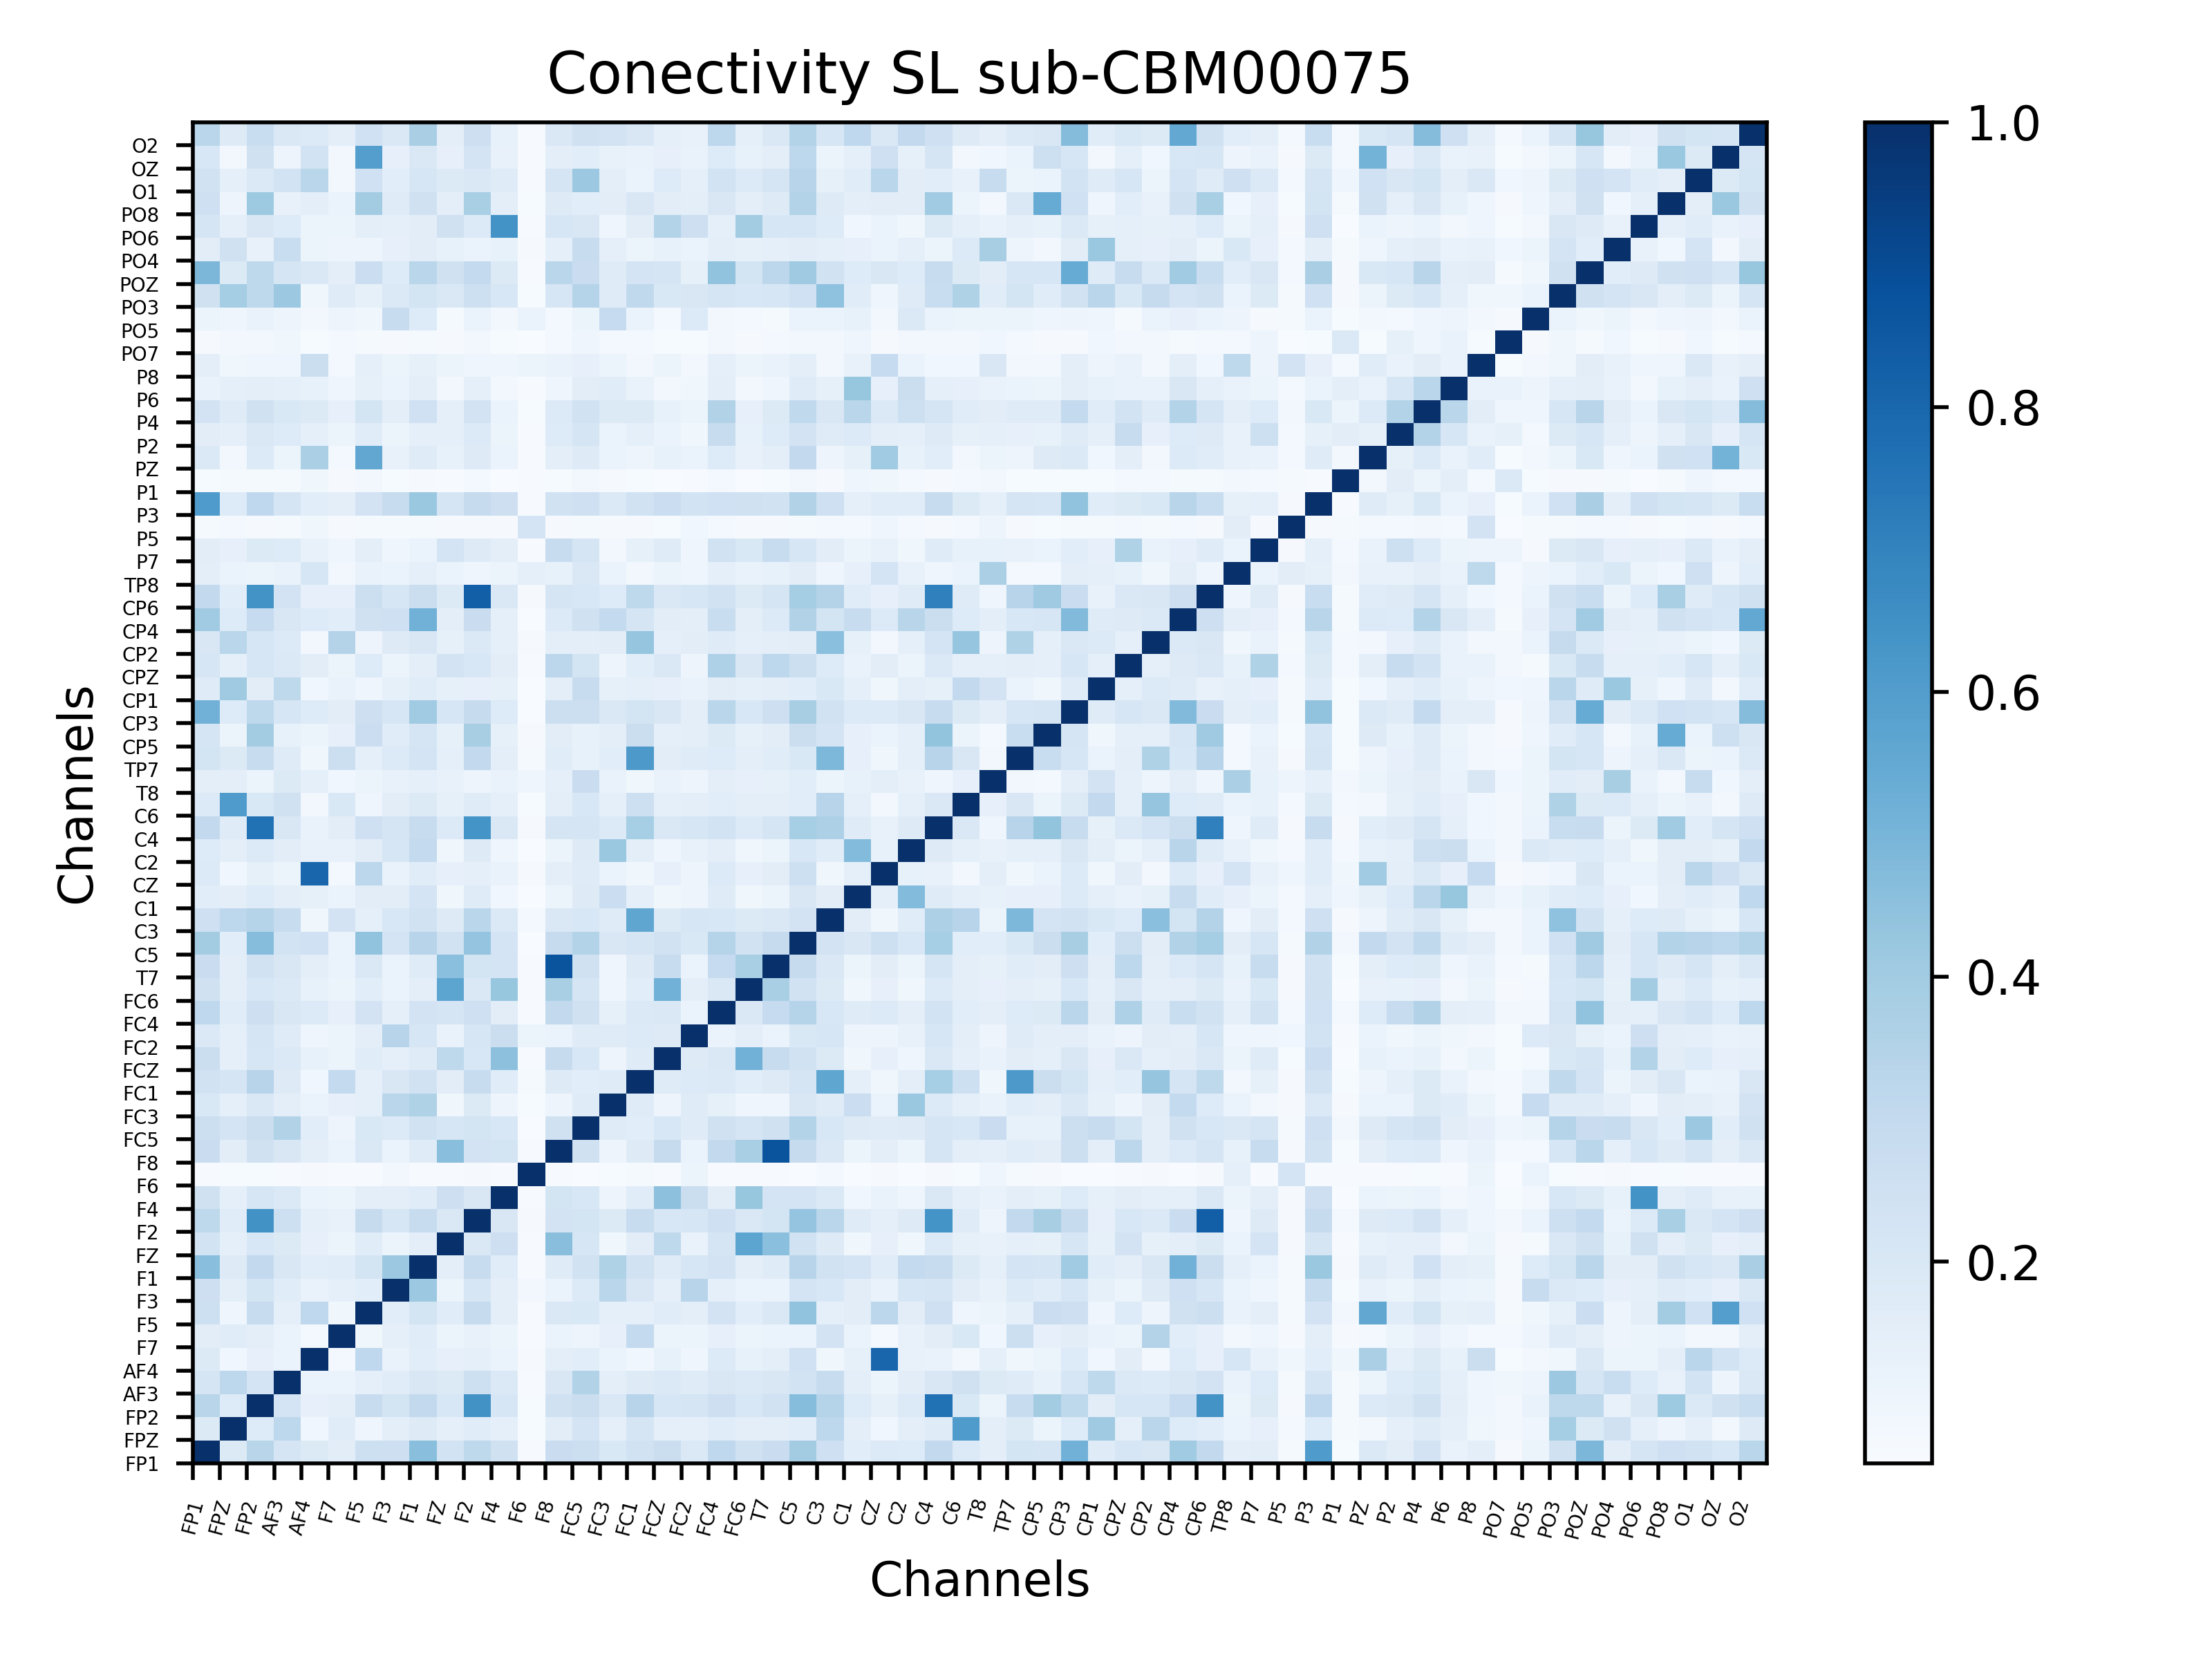 Conectivity SL sub-CBM00075
Channels
O2
OZ
O1
PO8
PO6
PO4
POZ
PO3
PO5
PO7
P8
P6
P4
P2
PZ
P1
P3
P5
P7
TP8
CP6
CP4
CP2
CPZ
CP1
CP3
CP5
TP7
T8
C6
C4
C2
CZ
C1
C3
C5
T7
FC6
FC4
FC2
FCZ
FC1
FC3
FC5
F8
F6
F4
F2
FZ
F1
F3
F5
F7
AF4
AF3
FP2
FPZ
FP1
FP1 FPZ FP2 AF3 AF4 F7 F5 F3 F1 FZ F2 F4 F6 F8 FC5 FC3 FC1 FCZ FC2 FC4 FC6 T7 C5 C3 C1 CZ C2 C4 C6 T8 TP7 CP5 CP3 CP1 CPZ CP2 CP4 CP6 TP8 P7 P5 P3 P1 PZ P2 P4 P6 P8 PO7 PO5 PO3 POZ PO4 PO6 PO8 O1 OZ O2
Channels
1.0
0.8
0.6
0.4
0.2